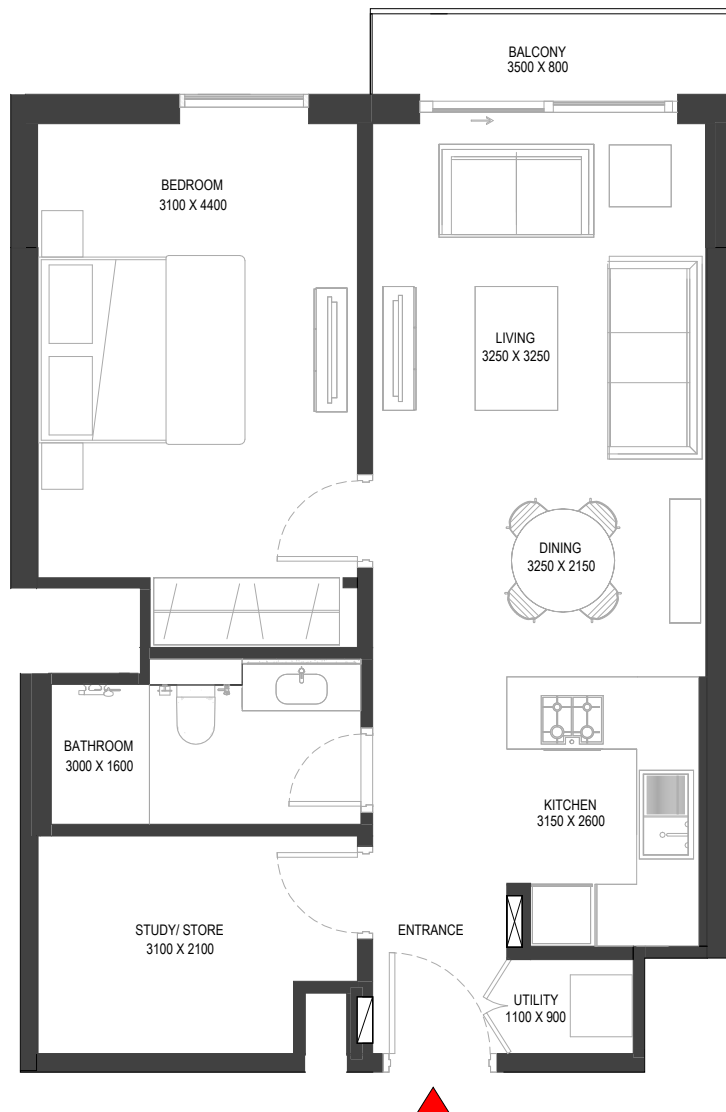 BALCONY
3500 X 800
BEDROOM
3100 X 4400
LIVING
3250 X 3250
DINING
3250 X 2150
BATHROOM
3000 X 1600
KITCHEN
3150 X 2600
STUDY/ STORE
3100 X 2100
ENTRANCE
UTILITY
1100 X 900